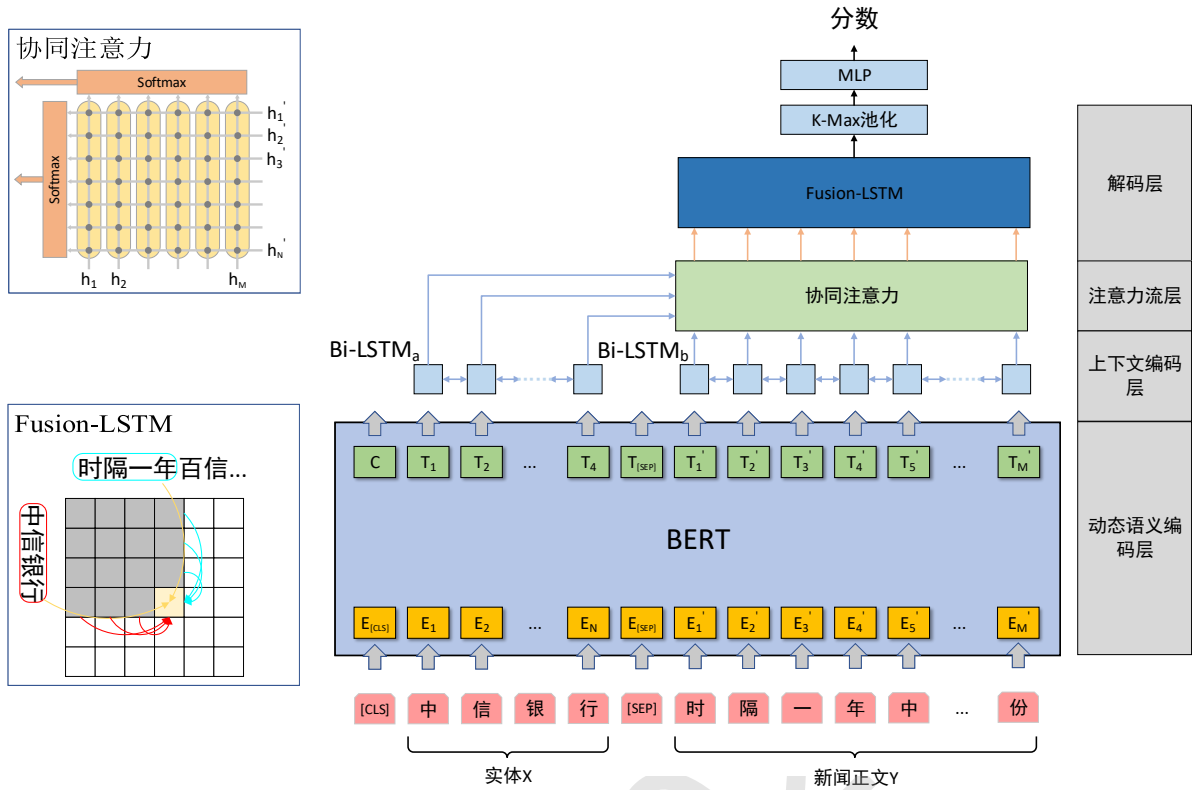 协同注意力
Softmax
Softmax
h1'
h2'
h3'
hN'
h1 h2 hM
Fusion-LSTM
时隔一年百信...
中信银行
分数
MLP
K-Max池化
Fusion-LSTM
协同注意力
Bi-LSTMa Bi-LSTMb
C T1 T2 ... T4 T[SEP] T1' T2' T3' T4' T5' ... TM'
BERT
E[CLS] E1 E2 ... EN E[SEP] E1' E2' E3' E4' E5' ... EM'
[CLS] 中 信 银 行 [SEP] 时 隔 一 年 中 ... 份
实体X 新闻正文Y
解码层
注意力流层
上下文编码
层
动态语义编
码层